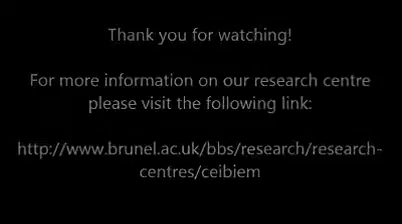 Thank you for watching!
For more information on our research centre
please visit the following link:
http://www.brunel.ac.uk/bbs/research/research-
centres/ceibiem